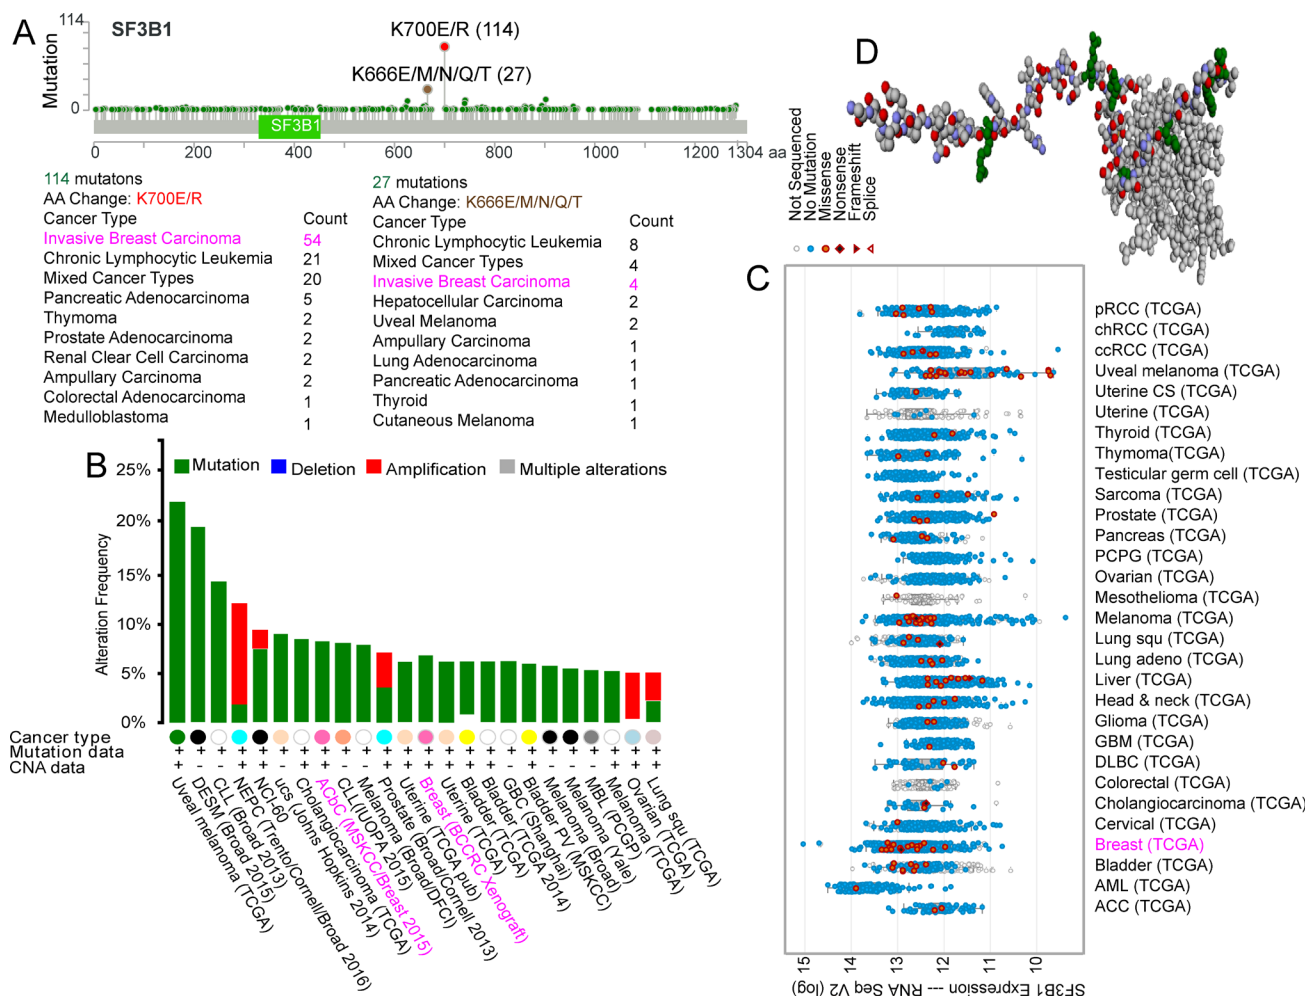 A
SF3B1
114
0
Mutation
K700E/R (114)
K666E/M/N/Q/T (27)
SF3B1
0
200
400
600
800
1000
1200
1304
aa
114 mutatons
AA Change: K700E/R
Cancer Type Count
Invasive Breast Carcinoma 54
Chronic Lymphocytic Leukemia 21
Mixed Cancer Types 20
Pancreatic Adenocarcinoma 5
Thymoma 2
Prostate Adenocarcinoma 2
Renal Clear Cell Carcinoma 2
Ampullary Carcinoma 2
Colorectal Adenocarcinoma 1
Medulloblastoma 1
27 mutations
AA Change: K666E/M/N/Q/T
Cancer Type Count
Chronic Lymphocytic Leukemia 8
Mixed Cancer Types 4
Invasive Breast Carcinoma 4
Hepatocellular Carcinoma 2
Uveal Melanoma 2
Ampullary Carcinoma 1
Lung Adenocarcinoma 1
Pancreatic Adenocarcinoma 1
Thyroid 1
Cutaneous Melanoma 1
B
Mutation
Deletion
Amplification
Multiple alterations
Alteration Frequency
25%
20%
15%
10%
5%
0%
Cancer type
Mutation data + + + + + + + + + + + + + + + + + + + + + + + +
CNA data + - - + + - + + - - + + + + + - - + - - - + + +
Uveal melanoma (TCGA)
DESM (Broad 2013)
CLL (Broad 2015)
NEPC (Trento/Cornell/Broad 2016)
NCI-60
ucs (Johns Hopkins 2014)
Cholangiocarcinoma (TCGA)
ACbC (MSKCC/Breast 2015)
CLL (IUOPA 2015)
Melanoma (Broad/DFCI)
Prostate (Broad/Cornell 2013)
Uterine (TCGA pub)
Breast (BCCRC Xenograft)
Uterine (TCGA)
Bladder (TCGA)
Bladder (TCGA 2014)
GBC (Shanghai)
Bladder PV (MSKCC)
Melanoma (Broad)
Melanoma (Yale)
MBL (PCGP)
Melanoma (TCGA)
Ovarian (TCGA)
Lung squ (TCGA)
C
Not Sequenced
No Mutation
Missense
Nonsense
Frameshift
Splice
pRCC (TCGA)
chRCC (TCGA)
ccRCC (TCGA)
Uveal melanoma (TCGA)
Uterine CS (TCGA)
Uterine (TCGA)
Thyroid (TCGA)
Thymoma(TCGA)
Testicular germ cell (TCGA)
Sarcoma (TCGA)
Prostate (TCGA)
Pancreas (TCGA)
PCPG (TCGA)
Ovarian (TCGA)
Mesothelioma (TCGA)
Melanoma (TCGA)
Lung squ (TCGA)
Lung adeno (TCGA)
Liver (TCGA)
Head & neck (TCGA)
Glioma (TCGA)
GBM (TCGA)
DLBC (TCGA)
Colorectal (TCGA)
Cholangiocarcinoma (TCGA)
Cervical (TCGA)
Breast (TCGA)
Bladder (TCGA)
AML (TCGA)
ACC (TCGA)
15
14
13
12
11
10
SF3B1 Expression --- RNA Seq V2 (log)
D